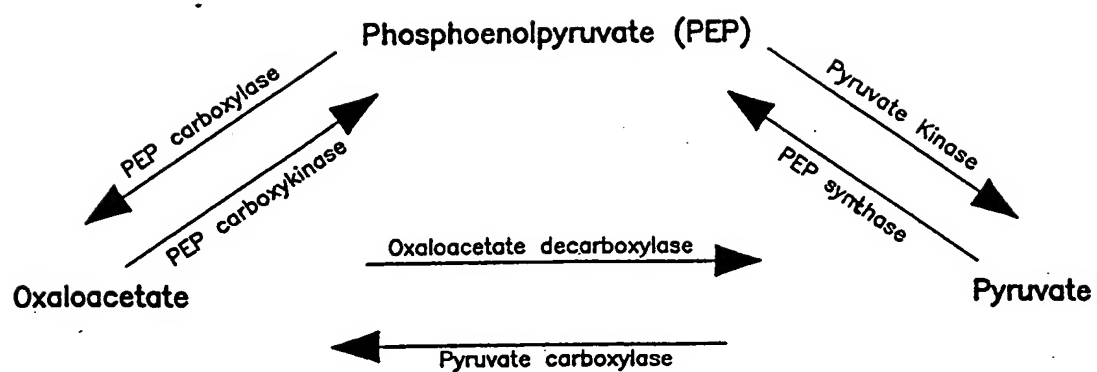 Phosphoenolpyruvate (PEP)
PEP carboxylase
Pyruvate Kinase
PEP carboxykinase
PEP synthase
Oxaloacetate decarboxylase
Oxaloacetate
Pyruvate
Pyruvate carboxylase